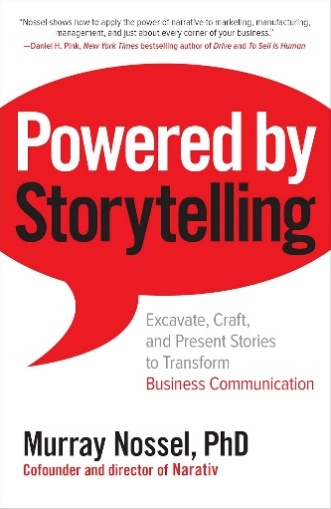 "Nossel shows how to apply the power of narrative to marketing, manufacturing,
management, and just about every corner of your business."
—Daniel H. Pink, New York Times bestselling author of Drive and To Sell is Human
Powered by
Storytelling
Excavate, Craft,
and Present Stories
to Transform
Business Communication
Murray Nossel, PhD
Cofounder and director of Narativ